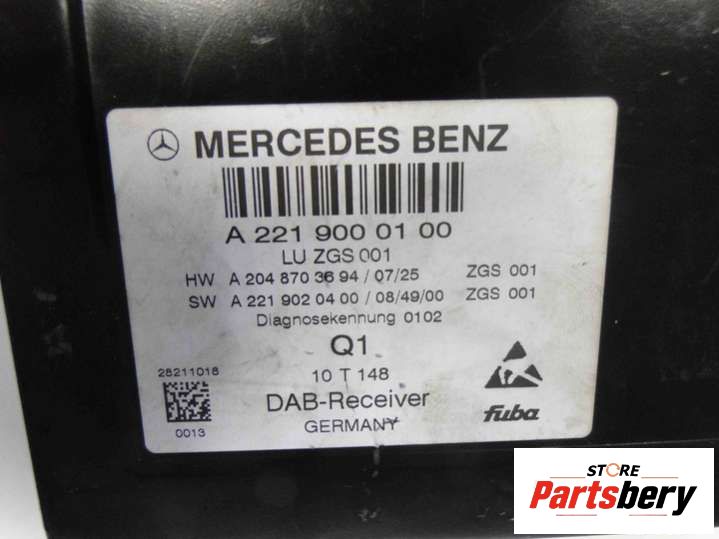 MERCEDES BENZ
A 221 900 01 00
LU ZGS 001
HW A 204 870 36 94 / 07/25 ZGS 001
SW A 221 902 04 00 / 08/49/00 ZGS 001
Diagnosekennung 0102
Q1
28211018
10 T 148
DAB-Receiver
0013
GERMANY
fuba
STORE
Partsbery